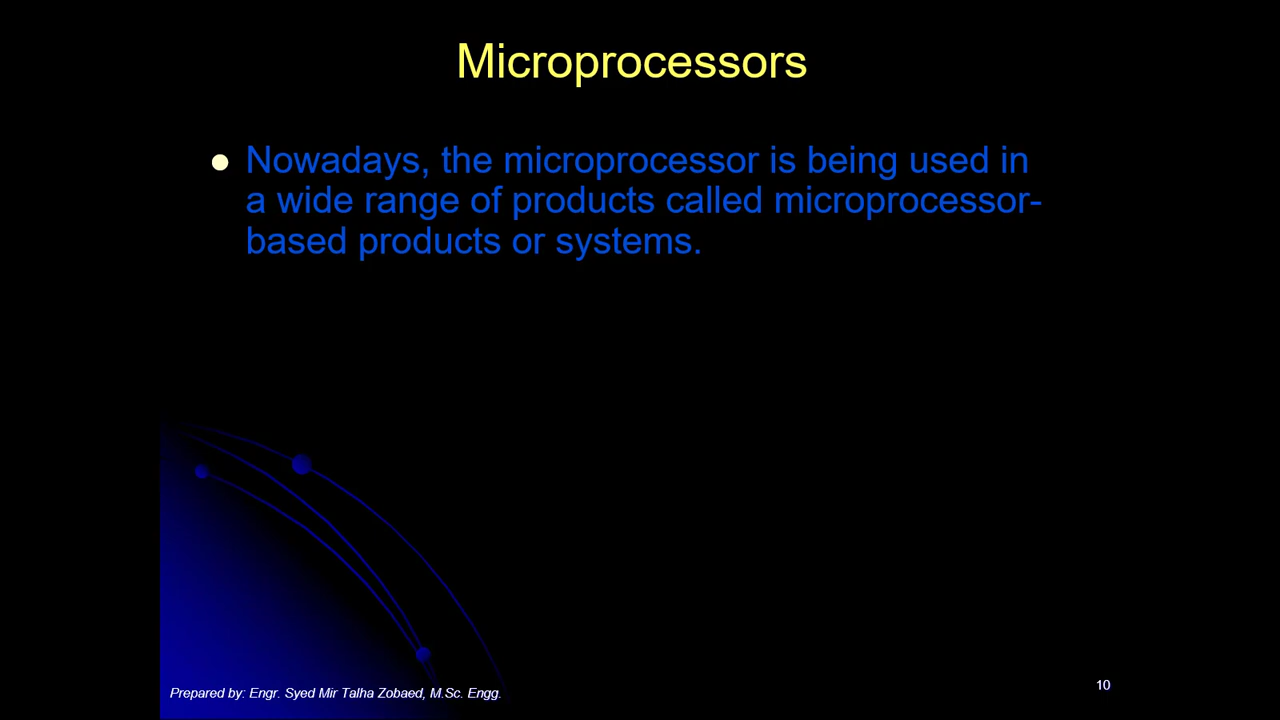 Microprocessors
Nowadays, the microprocessor is being used in
a wide range of products called microprocessor-
based products or systems.
Prepared by: Engr. Syed Mir Talha Zobaed, M.Sc. Engg.
10